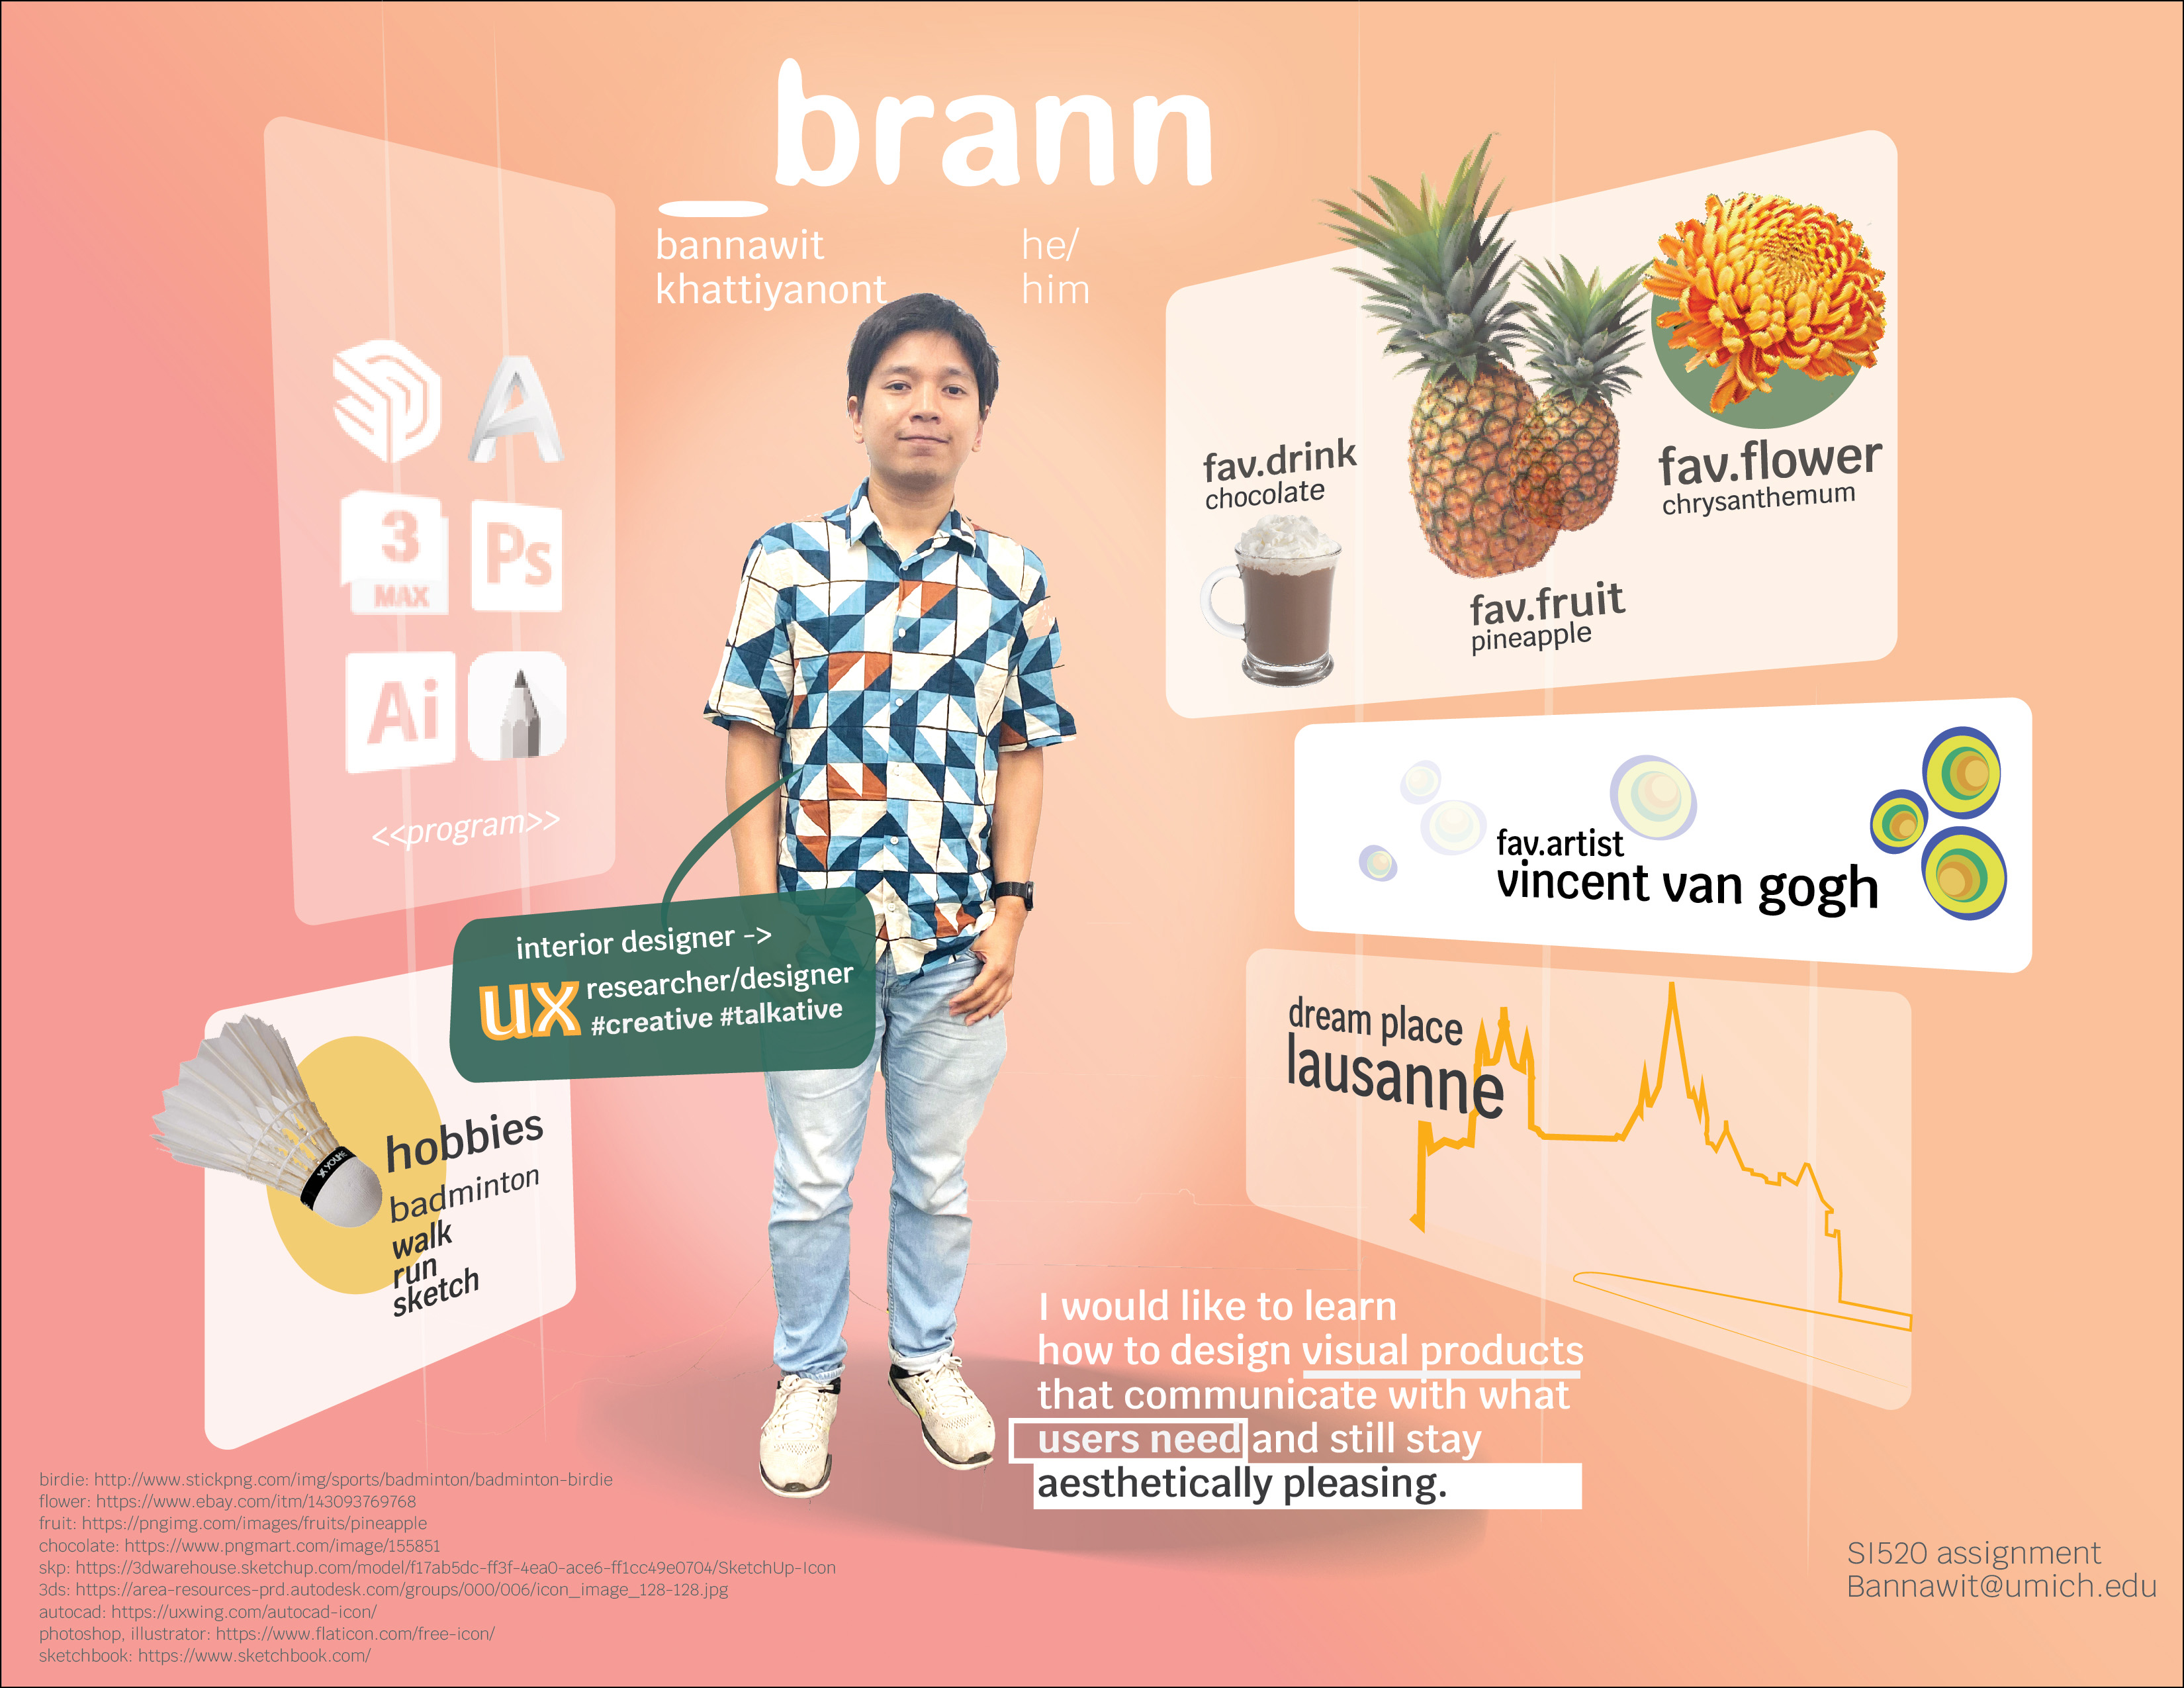 brann
bannawit
khattiyanont
he/
him
3
MAX
Ps
Ai
<<program>>
interior designer ->
ux researcher/designer
#creative #talkative
hobbies
badminton
walk
run
sketch
fav.drink
chocolate
fav.fruit
pineapple
fav.flower
chrysanthemum
fav.artist
vincent van gogh
dream place
lausanne
I would like to learn
how to design visual products
that communicate with what
users need and still stay
aesthetically pleasing.
birdie: http://www.stickpng.com/img/sports/badminton/badminton-birdie
flower: https://www.ebay.com/itm/143093769768
fruit: https://pngimg.com/images/fruits/pineapple
chocolate: https://www.pngmart.com/image/155851
skp: https://3dwarehouse.sketchup.com/model/f17ab5dc-ff3f-4ea0-ace6-ff1cc49e0704/SketchUp-Icon
3ds: https://area-resources-prd.autodesk.com/groups/000/006/icon_image_128-128.jpg
autocad: https://uxwing.com/autocad-icon/
photoshop, illustrator: https://www.flaticon.com/free-icon/
sketchbook: https://www.sketchbook.com/
SI520 assignment
Bannawit@umich.edu